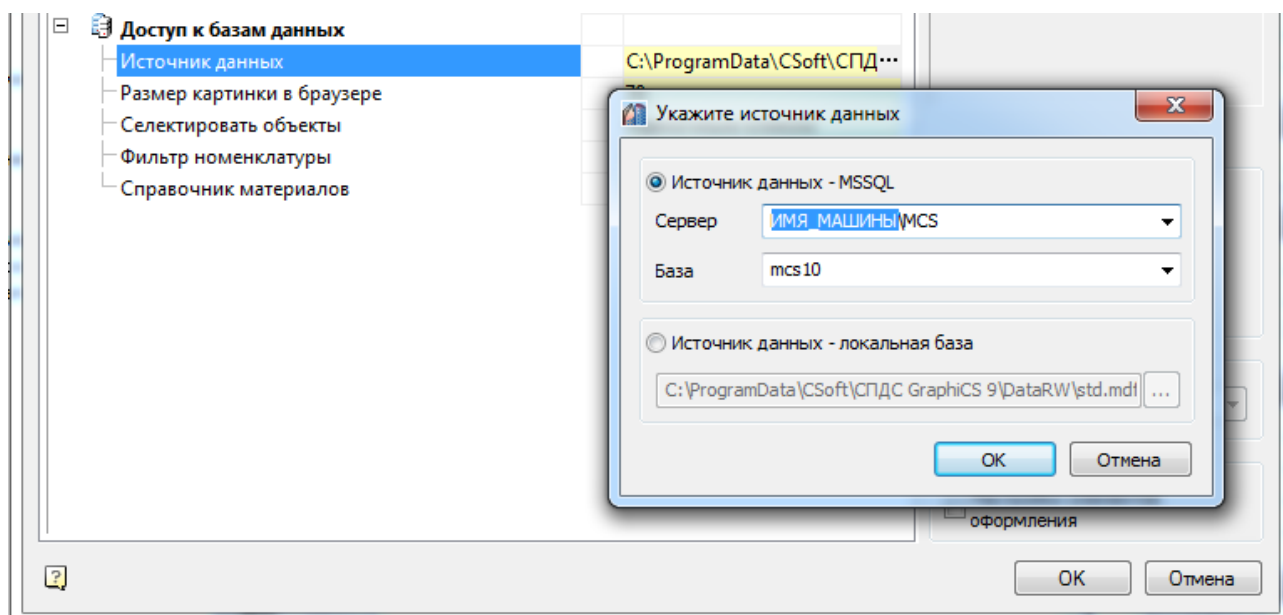 Доступ к базам данных
Источник данных
C:\ProgramData\CSoft\СПД...
Размер картинки в браузере
Селектировать объекты
Фильтр номенклатуры
Справочник материалов
Укажите источник данных
Источник данных - MSSQL
Сервер
ИМЯ_МАШИНЫ\MCS
База
mcs10
Источник данных - локальная база
C:\ProgramData\CSoft\СПДС GraphiCS 9\DataRW\std.mdf
...
OK
Отмена
оформления
?
OK
Отмена